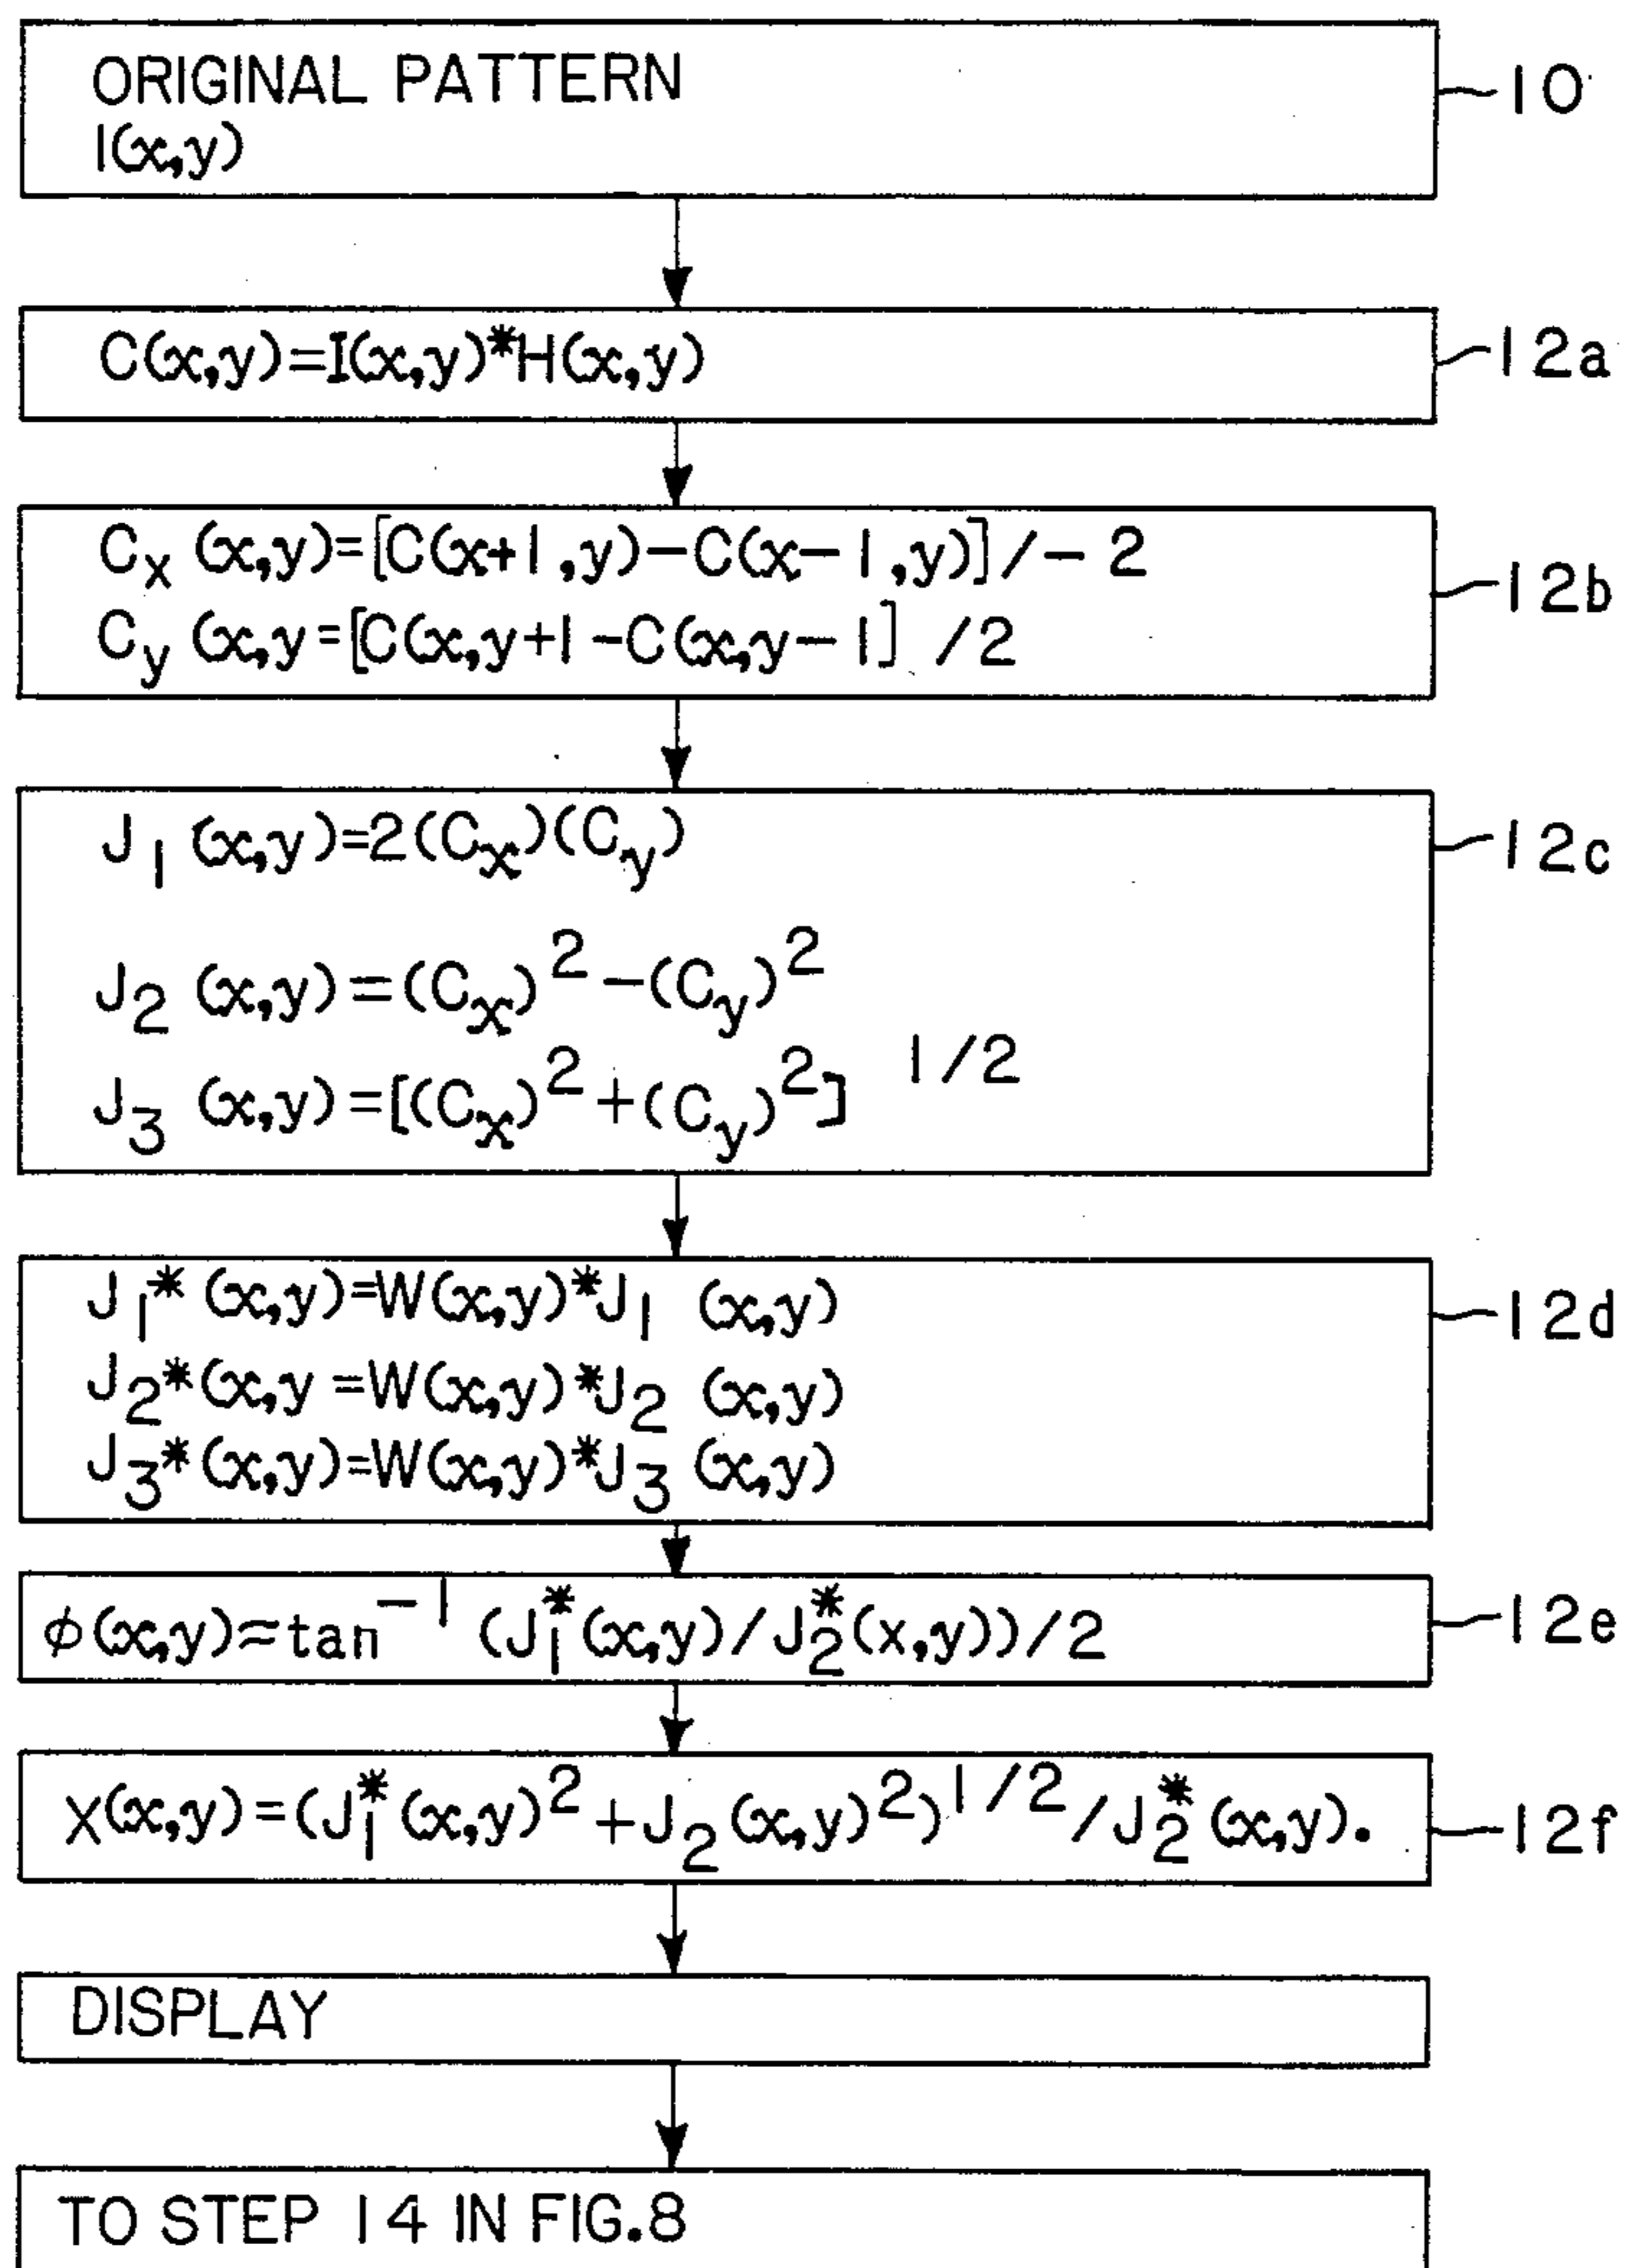 ORIGINAL PATTERN
I(x,y)
10
C(x,y)=I(x,y)*H(x,y)
12a
Cx (x,y)=[C(x+1,y)-C(x-1,y)]/-2
Cy (x,y=[C(x,y+1-C(x,y-1] /2
12b
J1 (x,y)=2(Cx)(Cy)
12c
J2 (x,y)=(Cx)²-(Cy)²
J3 (x,y)=[(Cx)²+(Cy)²] 1/2
J1* (x,y)=W(x,y)*J1 (x,y)
12d
J2*(x,y =W(x,y)*J2 (x,y)
J3*(x,y)=W(x,y)*J3 (x,y)
ϕ(x,y)≈tan⁻¹ (J1*(x,y)/J2*(x,y))/2
12e
X(x,y)=(J1*(x,y)²+J2(x,y)²)1/2/J2*(x,y).
12f
DISPLAY
TO STEP 14 IN FIG.8